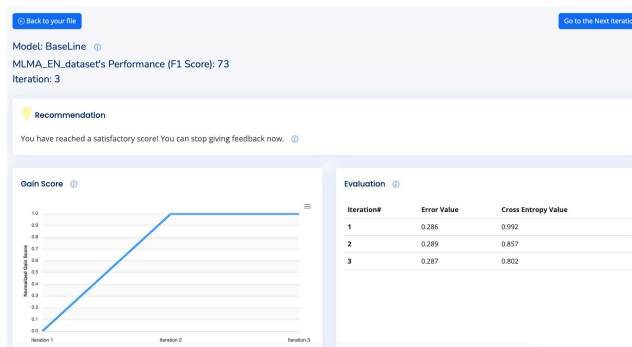 Back to your file
Go to the Next Iteratio
Model: BaseLine
MLMA_EN_dataset's Performance (F1 Score): 73
Iteration: 3
Recommendation
You have reached a satisfactory score! You can stop giving feedback now.
Gain Score
Evaluation
Iteration# Error Value Cross Entropy Value
1 0.286 0.992
2 0.289 0.857
3 0.287 0.802
Normalized Gain Score
1.0
0.9
0.8
0.7
0.6
0.5
0.4
0.3
0.2
0.1
0.0
Iteration 1 Iteration 2 Iteration 3